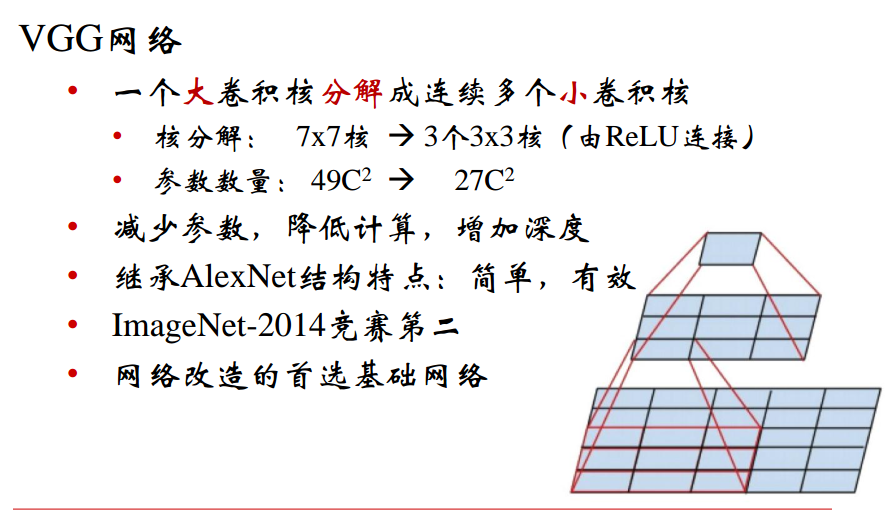 VGG网络
• 一个大卷积核分解成连续多个小卷积核
• 核分解： 7x7核 → 3个3x3核（由ReLU连接）
• 参数数量：49C² → 27C²
• 减少参数，降低计算，增加深度
• 继承AlexNet结构特点：简单，有效
• ImageNet-2014竞赛第二
• 网络改造的首选基础网络